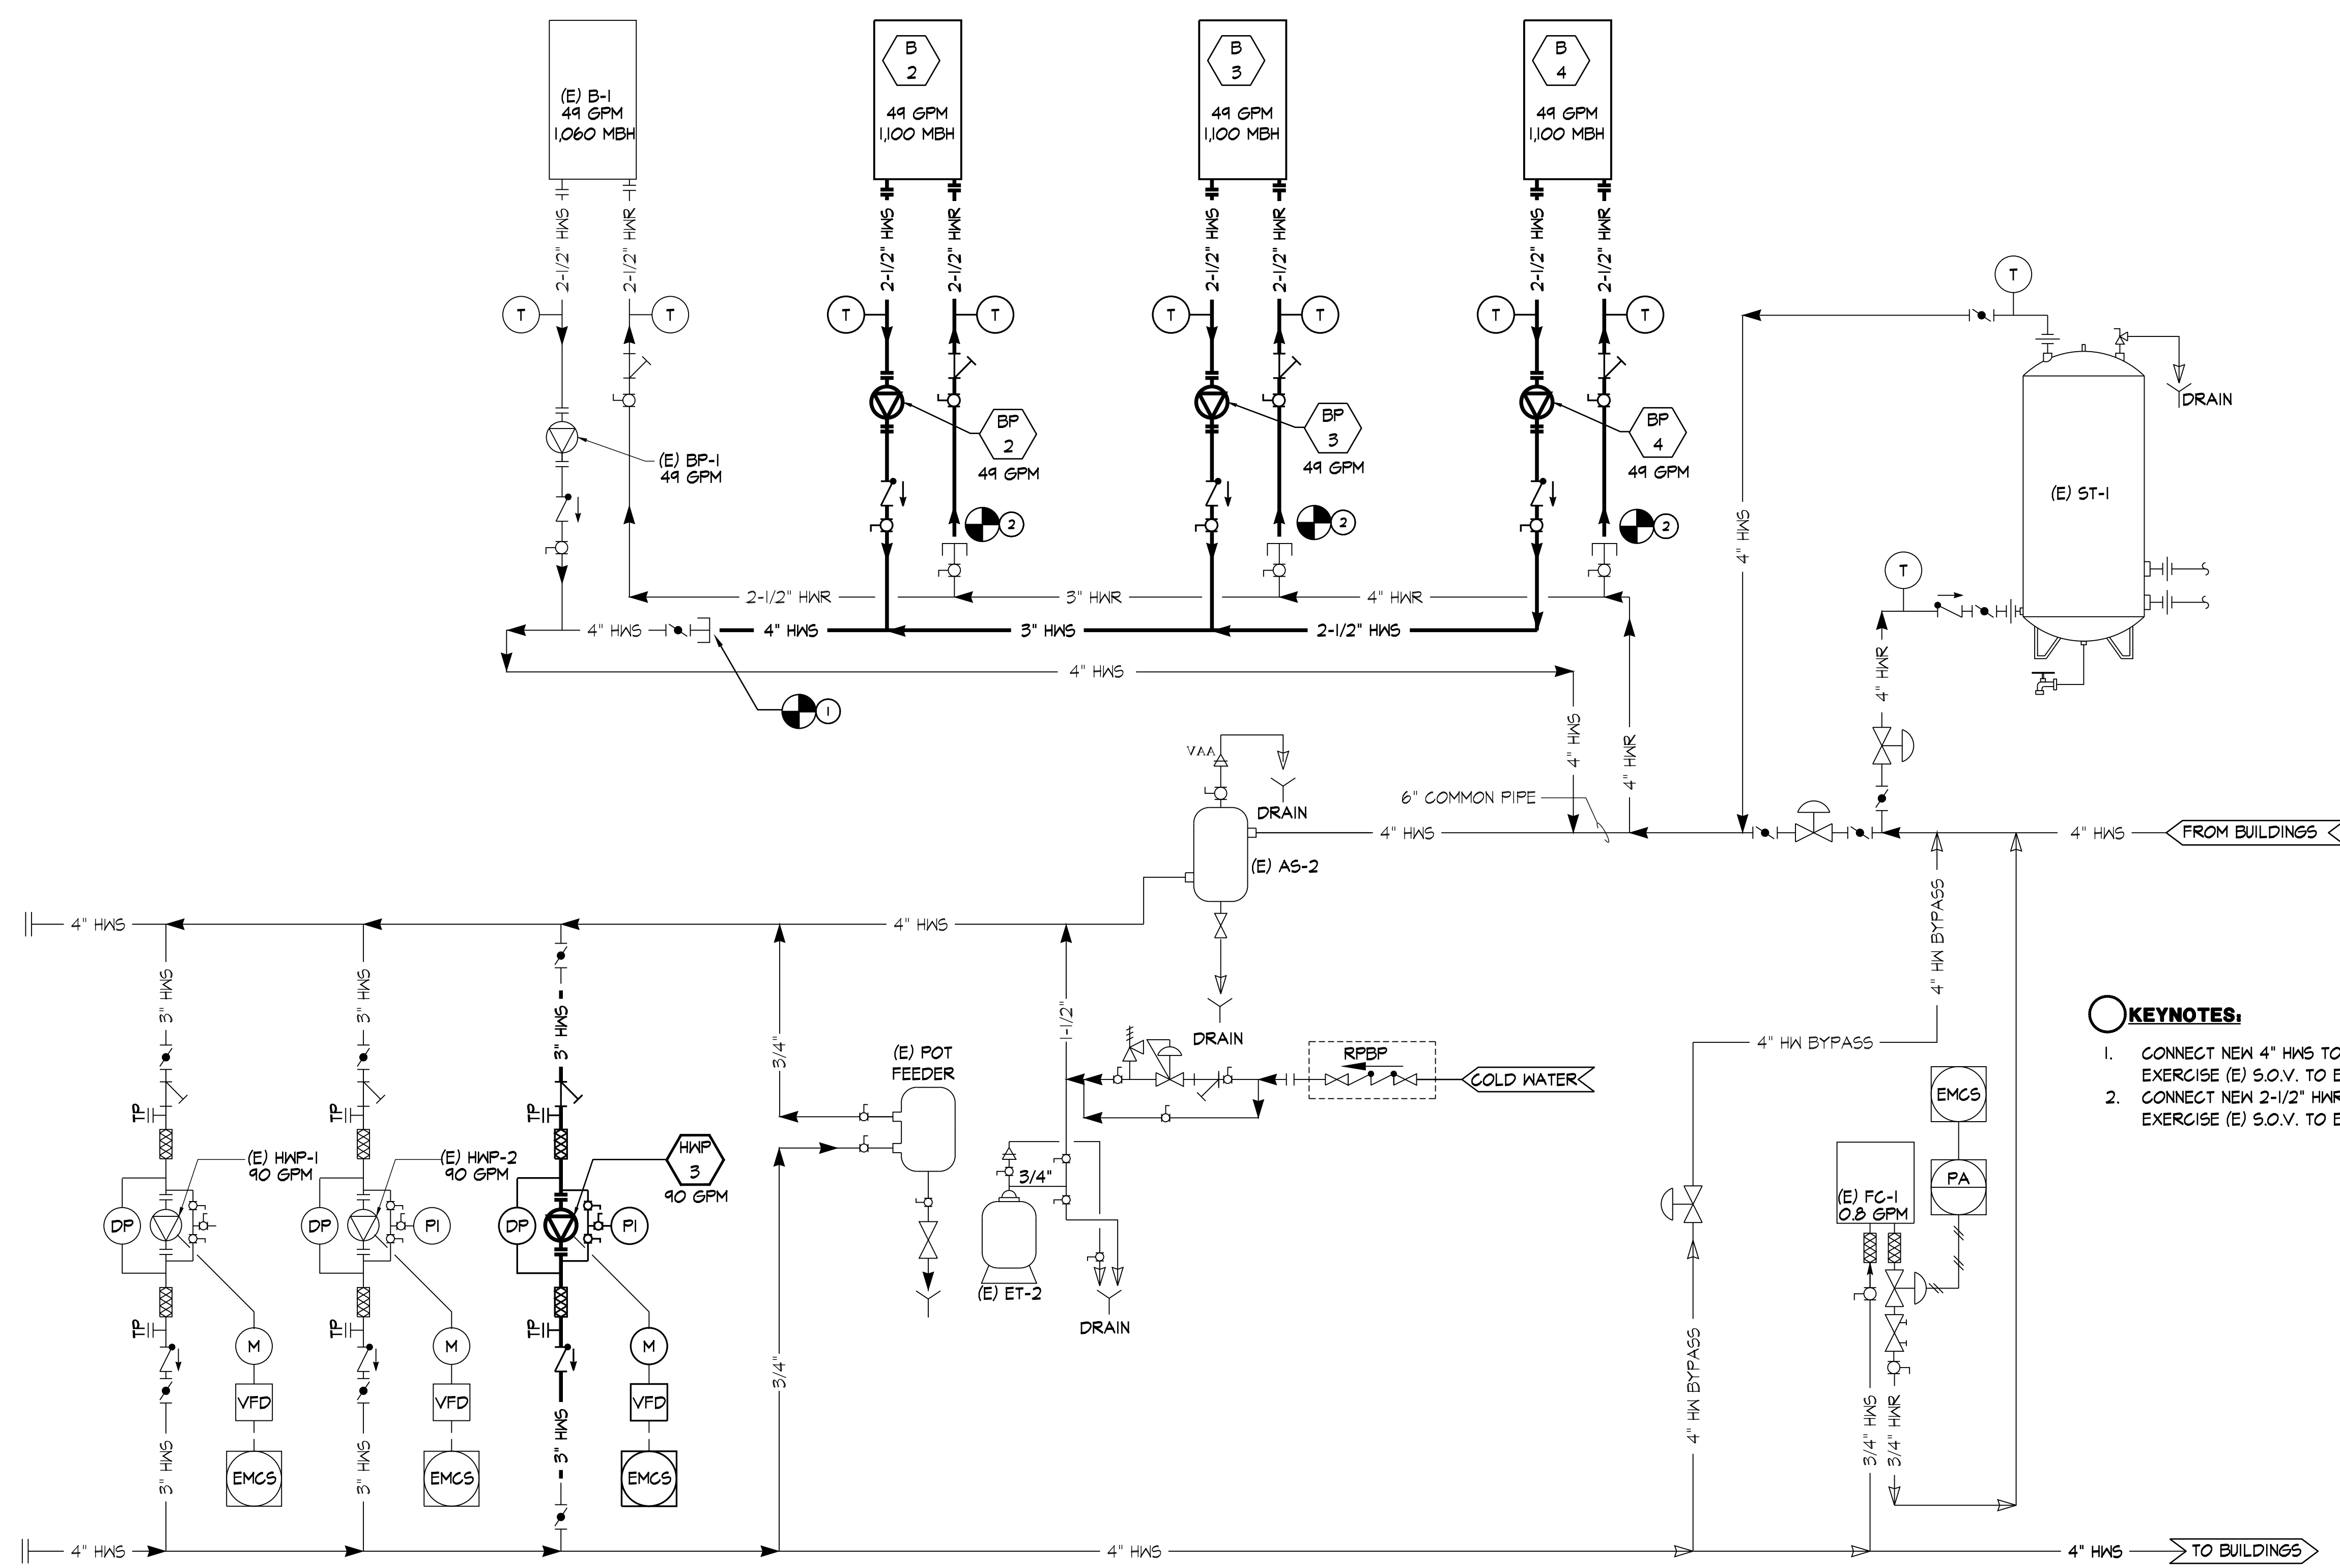 (E) B-1
49 GPM
1,060 MBH
B
2
49 GPM
1,100 MBH
B
3
49 GPM
1,100 MBH
B
4
49 GPM
1,100 MBH
2-1/2" HWS
2-1/2" HWR
2-1/2" HWS
2-1/2" HWR
2-1/2" HWS
2-1/2" HWR
2-1/2" HWS
2-1/2" HWR
T
T
T
T
T
T
T
T
T
(E) BP-1
49 GPM
BP
2
49 GPM
BP
3
49 GPM
BP
4
49 GPM
2
2
2
DRAIN
(E) ST-1
4" HWS
T
4" HWR
2-1/2" HWR
3" HWR
4" HWR
4" HWS
4" HWS
3" HWS
2-1/2" HWS
4" HWS
1
4" HWS
4" HWR
VAA
DRAIN
6" COMMON PIPE
4" HWS
(E) AS-2
4" HWS
FROM BUILDINGS
4" HWS
4" HWS
4" HW BYPASS
DRAIN
3" HWS
3" HWS
3" HWS
3/4"
1-1/2"
(E) POT
FEEDER
RPBP
COLD WATER
4" HW BYPASS
KEYNOTES:
1. CONNECT NEW 4" HWS TO
EXERCISE (E) S.O.V. TO E
2. CONNECT NEW 2-1/2" HWR
EXERCISE (E) S.O.V. TO E
EMCS
PA
TP
TP
TP
(E) HWP-1
90 GPM
(E) HWP-2
90 GPM
HWP
3
90 GPM
DP
DP
PI
DP
PI
3/4"
(E) ET-2
DRAIN
(E) FC-1
0.8 GPM
TP
TP
TP
M
M
M
VFD
VFD
VFD
EMCS
EMCS
EMCS
3" HWS
3" HWS
3" HWS
3/4"
4" HW BYPASS
3/4" HWS
3/4" HWR
4" HWS
4" HWS
4" HWS
TO BUILDINGS